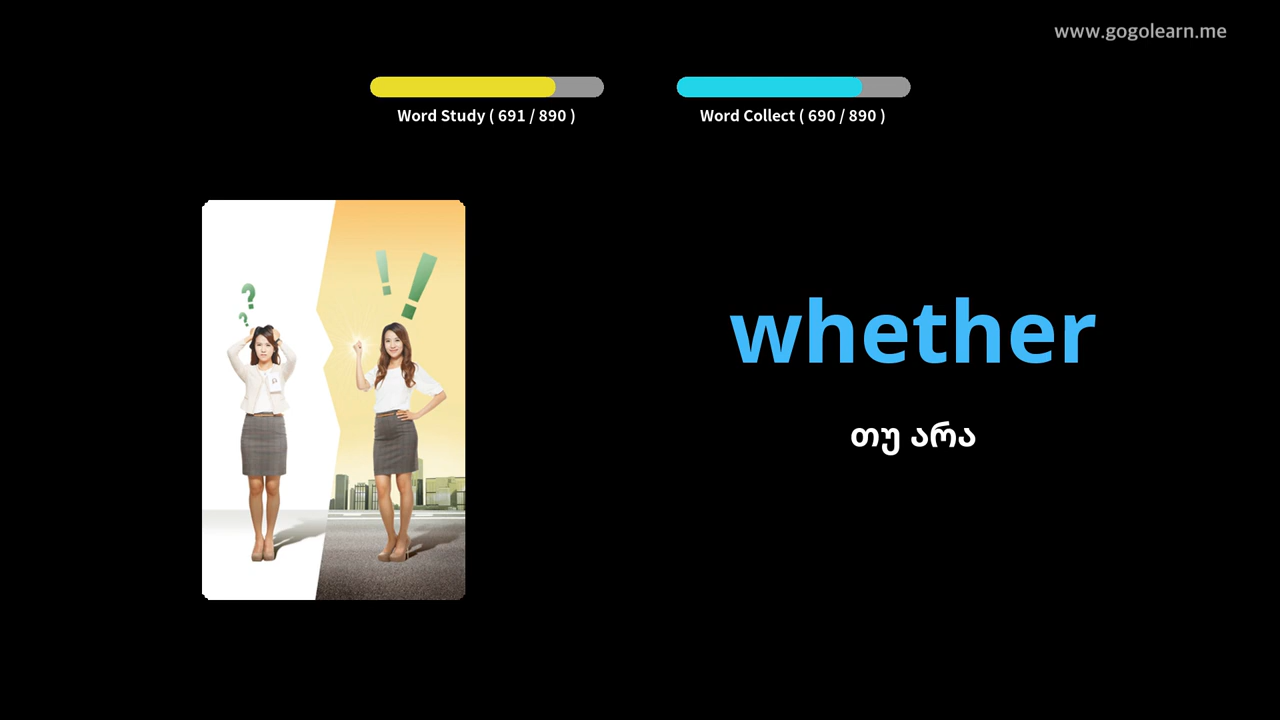 www.gogolearn.me
Word Study ( 691 / 890 )
Word Collect ( 690 / 890 )
? ?
! !
whether
თუ არა